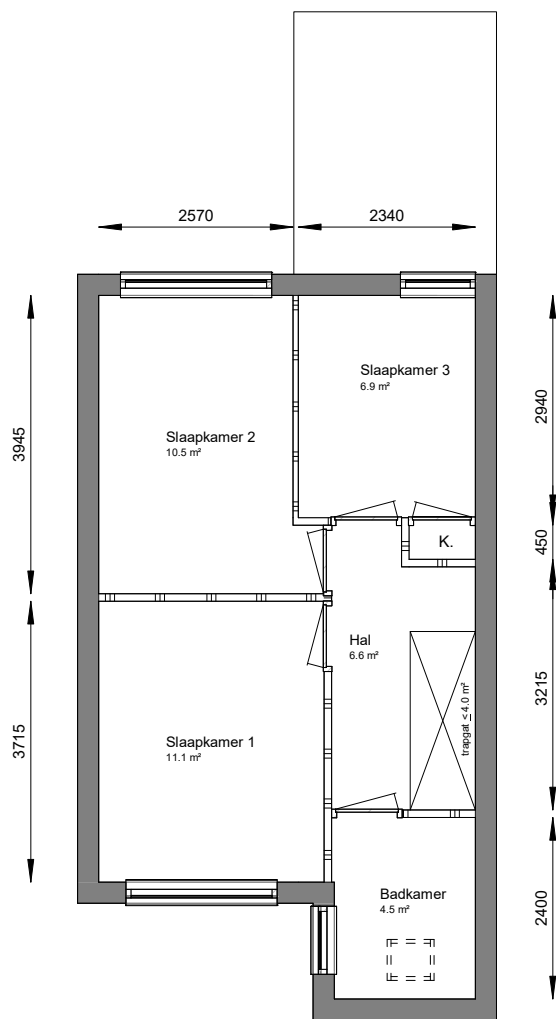 2570
2340
Slaapkamer 3
6.9 m²
2940
3945
Slaapkamer 2
10.5 m²
450
K.
Hal
6.6 m²
3215
trapgat ≤ 4.0 m²
3715
Slaapkamer 1
11.1 m²
Badkamer
4.5 m²
2400